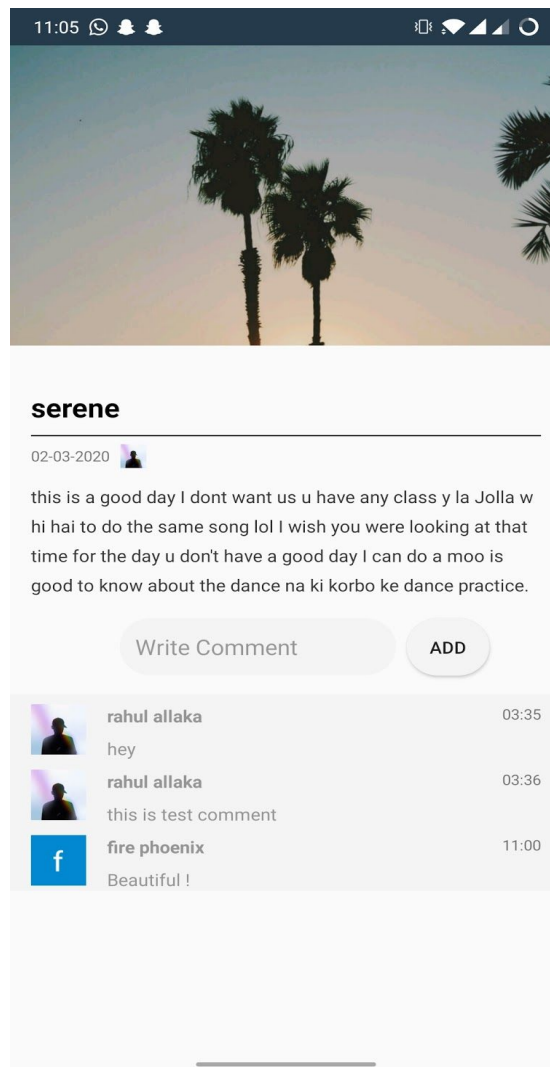 11:05
serene
02-03-2020
this is a good day I dont want us u have any class y la Jolla w
hi hai to do the same song lol I wish you were looking at that
time for the day u don't have a good day I can do a moo is
good to know about the dance na ki korbo ke dance practice.
Write Comment ADD
rahul allaka 03:35
hey
rahul allaka 03:36
this is test comment
f fire phoenix 11:00
Beautiful !